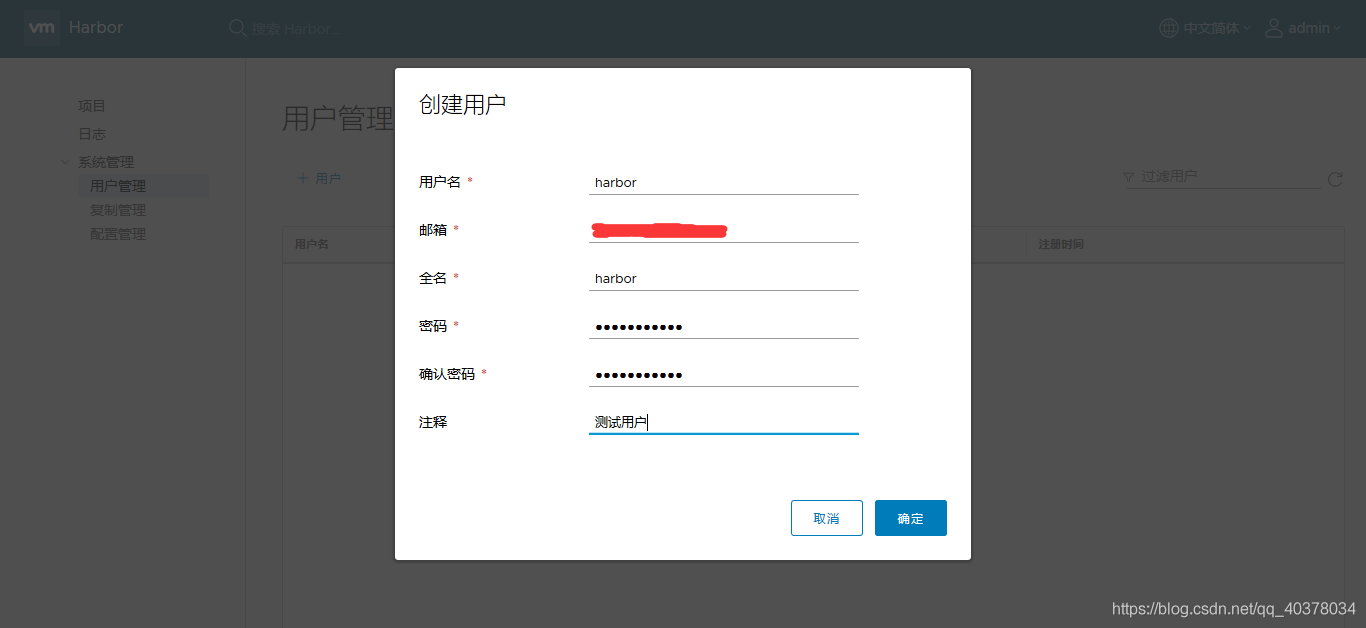 vm Harbor
搜索 Harbor...
中文简体
admin
项目
日志
系统管理
用户管理
复制管理
配置管理
用户管理
+ 用户
过滤用户
用户名
注册时间
创建用户
用户名 *
harbor
邮箱 *
全名 *
harbor
密码 *
•••••••••••
确认密码 *
•••••••••••
注释
测试用户
取消
确定
https://blog.csdn.net/qq_40378034